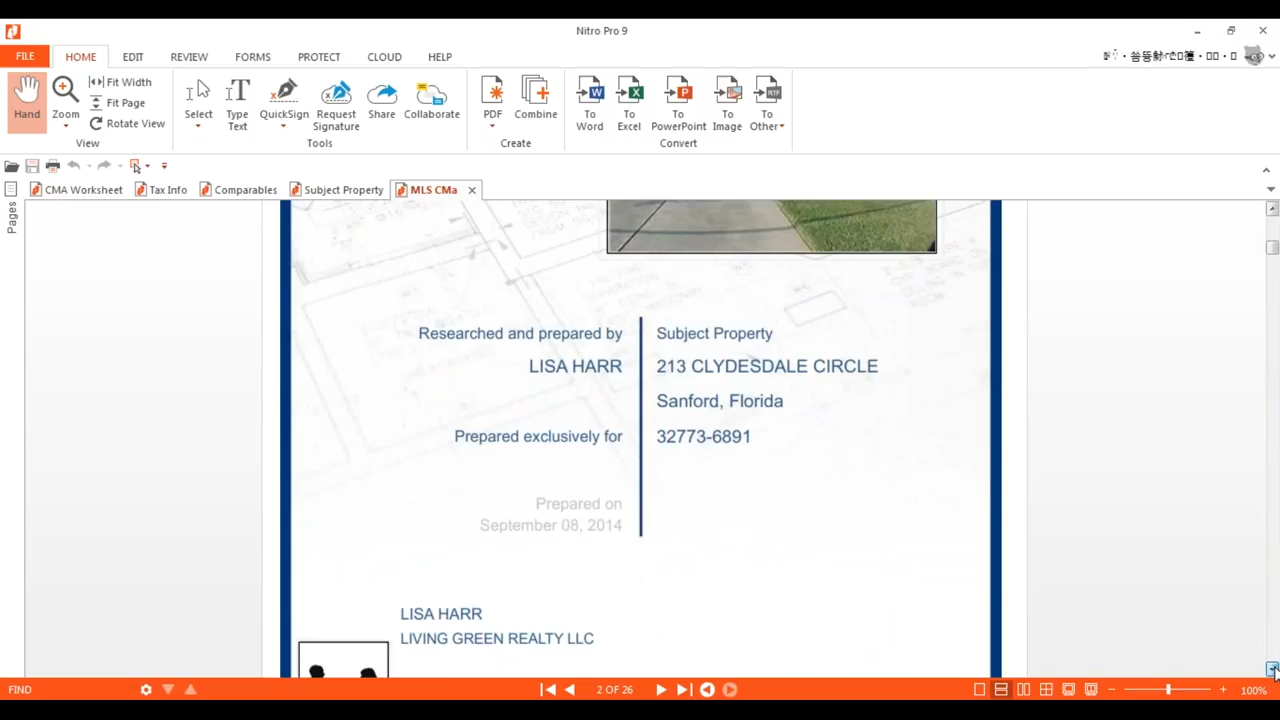 Nitro Pro 9
FILE HOME EDIT REVIEW FORMS PROTECT CLOUD HELP
Hand
Zoom
Fit Width
Fit Page
Rotate View
View
Select
Type Text
QuickSign
Request Signature
Share
Collaborate
Tools
PDF
Combine
Create
To Word
To Excel
To PowerPoint
To Image
To Other
Convert
CMA Worksheet Tax Info Comparables Subject Property MLS CMa
Pages
Researched and prepared by
LISA HARR
Prepared exclusively for
Prepared on
September 08, 2014
Subject Property
213 CLYDESDALE CIRCLE
Sanford, Florida
32773-6891
LISA HARR
LIVING GREEN REALTY LLC
FIND
2 OF 26
100%